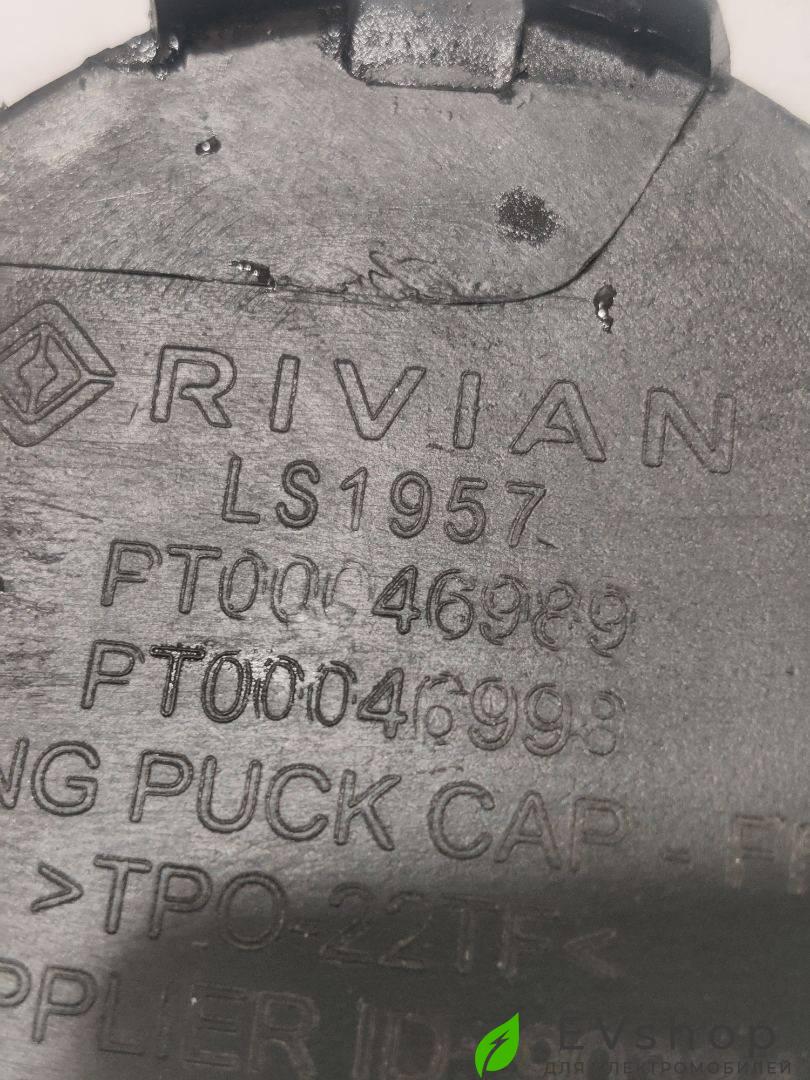 RIVIAN
LS1957
PT00046989
PT00046998
NG PUCK CAP - F
>TPO-22TF<
PPLIER ID
EVshop
ДЛЯ ЭЛЕКТРОМОБИЛЕЙ